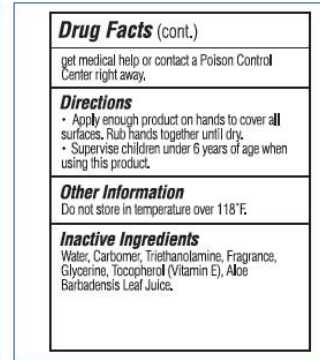 Drug Facts (cont.)
get medical help or contact a Poison Control
Center right away.
Directions
• Apply enough product on hands to cover all
surfaces. Rub hands together until dry.
• Supervise children under 6 years of age when
using this product.
Other Information
Do not store in temperature over 118°F.
Inactive Ingredients
Water, Carbomer, Triethanolamine, Fragrance,
Glycerine, Tocopherol (Vitamin E), Aloe
Barbadensis Leaf Juice.